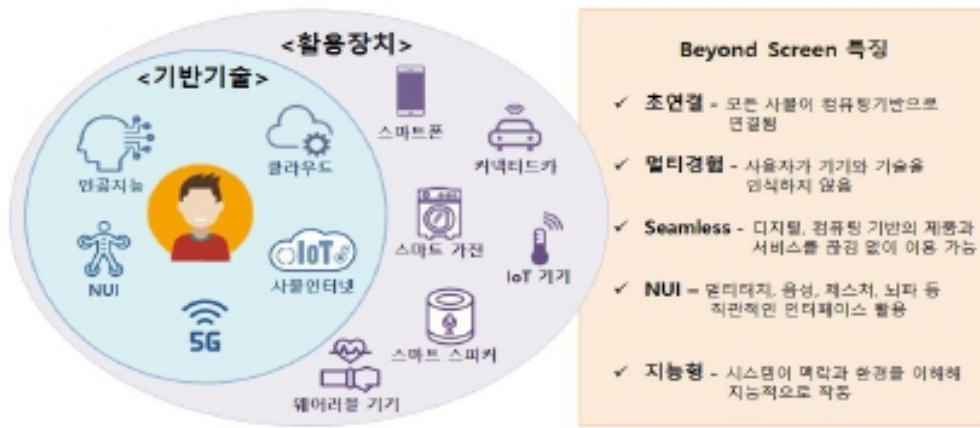 <활용장치>
<기반기술>
인공지능
클라우드
NUI
IoT
사물인터넷
5G
스마트폰
커넥티드카
스마트 가전
IoT 기기
스마트 스피커
웨어러블 기기
Beyond Screen 특징
✓ 초연결 - 모든 사물이 컴퓨팅기반으로
연결됨
✓ 멀티경험 - 사용자가 기기와 기술을
인식하지 않음
✓ Seamless - 디지털, 컴퓨팅 기반의 제품과
서비스를 끊김 없이 이용 가능
✓ NUI – 멀티터치, 음성, 제스처, 뇌파 등
직관적인 인터페이스 활용
✓ 지능형 - 시스템이 맥락과 환경을 이해해
지능적으로 작동